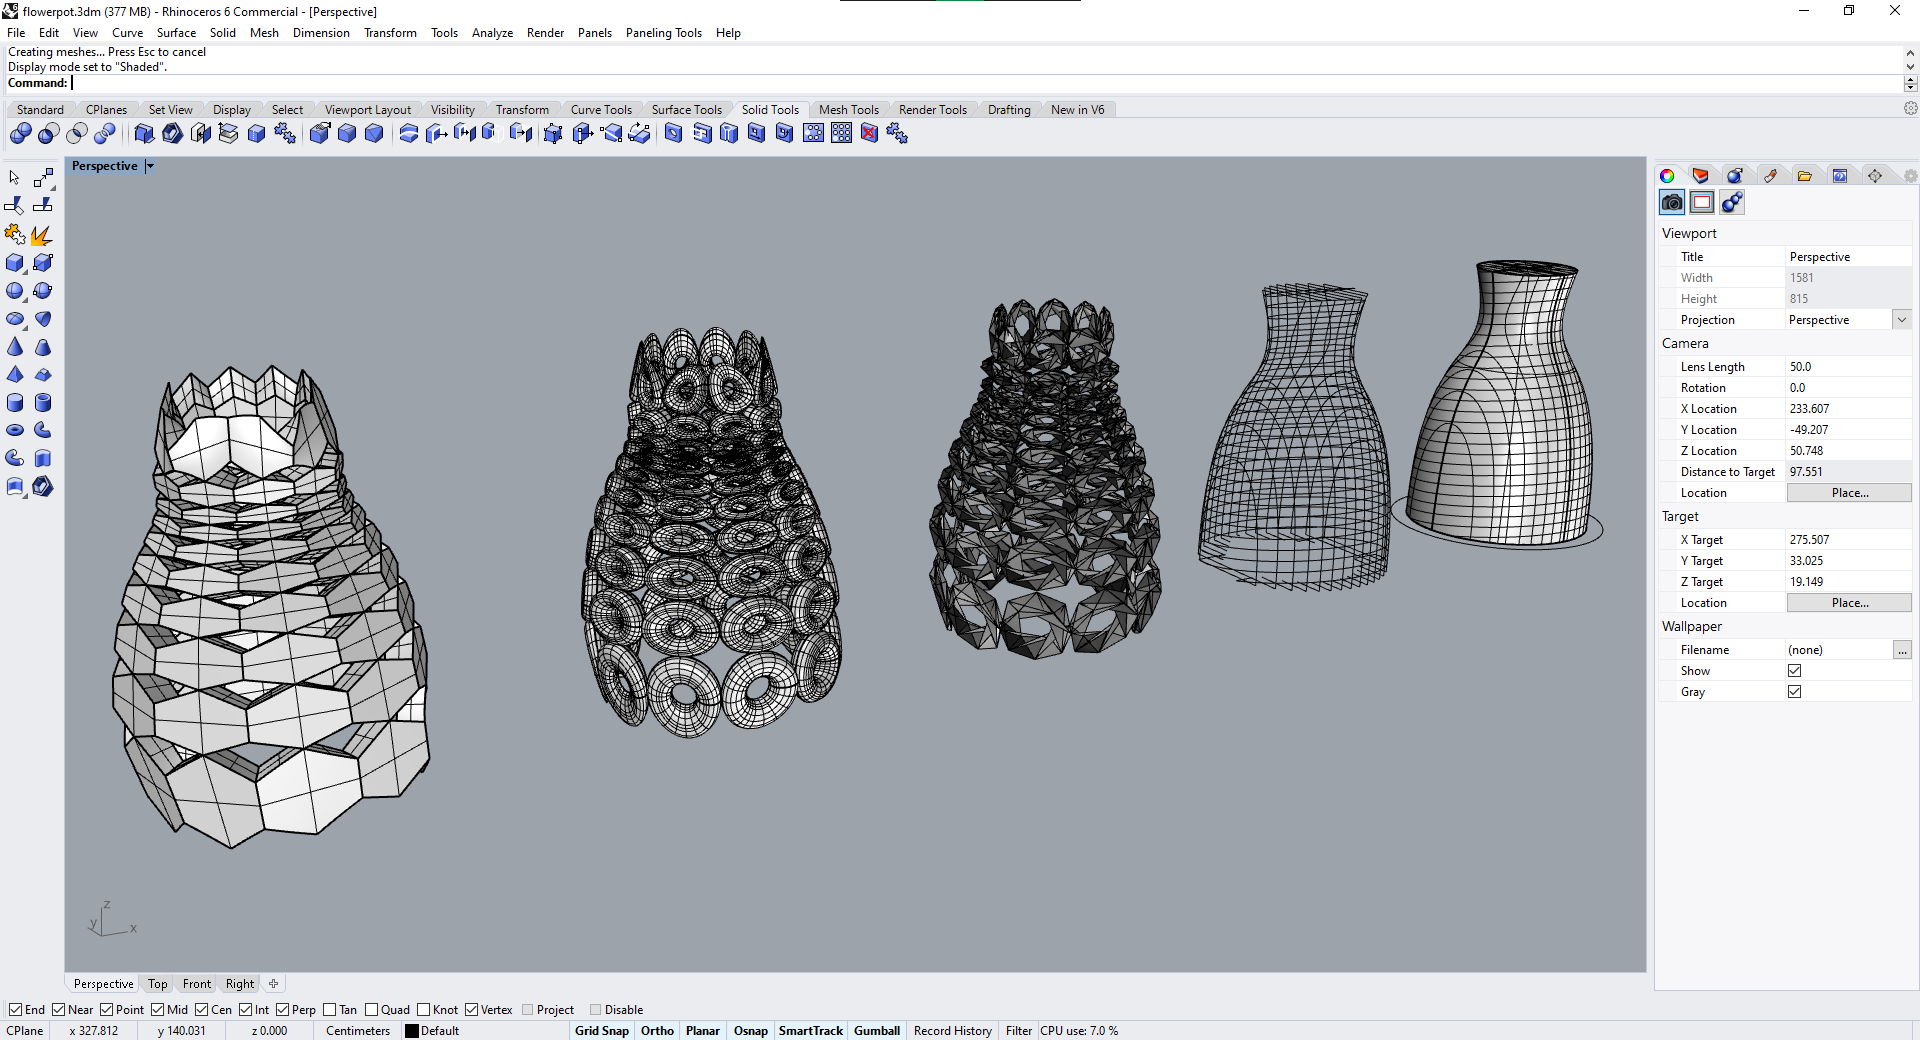 flowerpot.3dm (377 MB) - Rhinoceros 6 Commercial - [Perspective]
File Edit View Curve Surface Solid Mesh Dimension Transform Tools Analyze Render Panels Paneling Tools Help
Creating meshes... Press Esc to cancel
Display mode set to "Shaded".
Command:
Standard CPlanes Set View Display Select Viewport Layout Visibility Transform Curve Tools Surface Tools Solid Tools Mesh Tools Render Tools Drafting New in V6
Perspective
Viewport
Title Perspective
Width 1581
Height 815
Projection Perspective
Camera
Lens Length 50.0
Rotation 0.0
X Location 233.607
Y Location -49.207
Z Location 50.748
Distance to Target 97.551
Location Place...
Target
X Target 275.507
Y Target 33.025
Z Target 19.149
Location Place...
Wallpaper
Filename (none) ...
Show
Gray
z
y
x
Perspective Top Front Right
End Near Point Mid Cen Int Perp Tan Quad Knot Vertex Project Disable
CPlane x 327.812 y 140.031 z 0.000 Centimeters Default Grid Snap Ortho Planar Osnap SmartTrack Gumball Record History Filter CPU use: 7.0 %